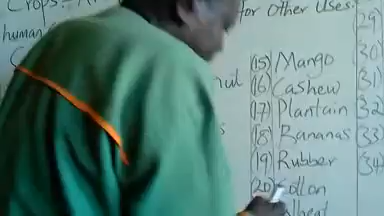 Crops:- A
for Other Uses.
human
(15) Mango
(16) Cashew
(17) Plantain
(18) Bananas
(19) Rubber
(20) Cotton
29
30
31
32
33
(34)